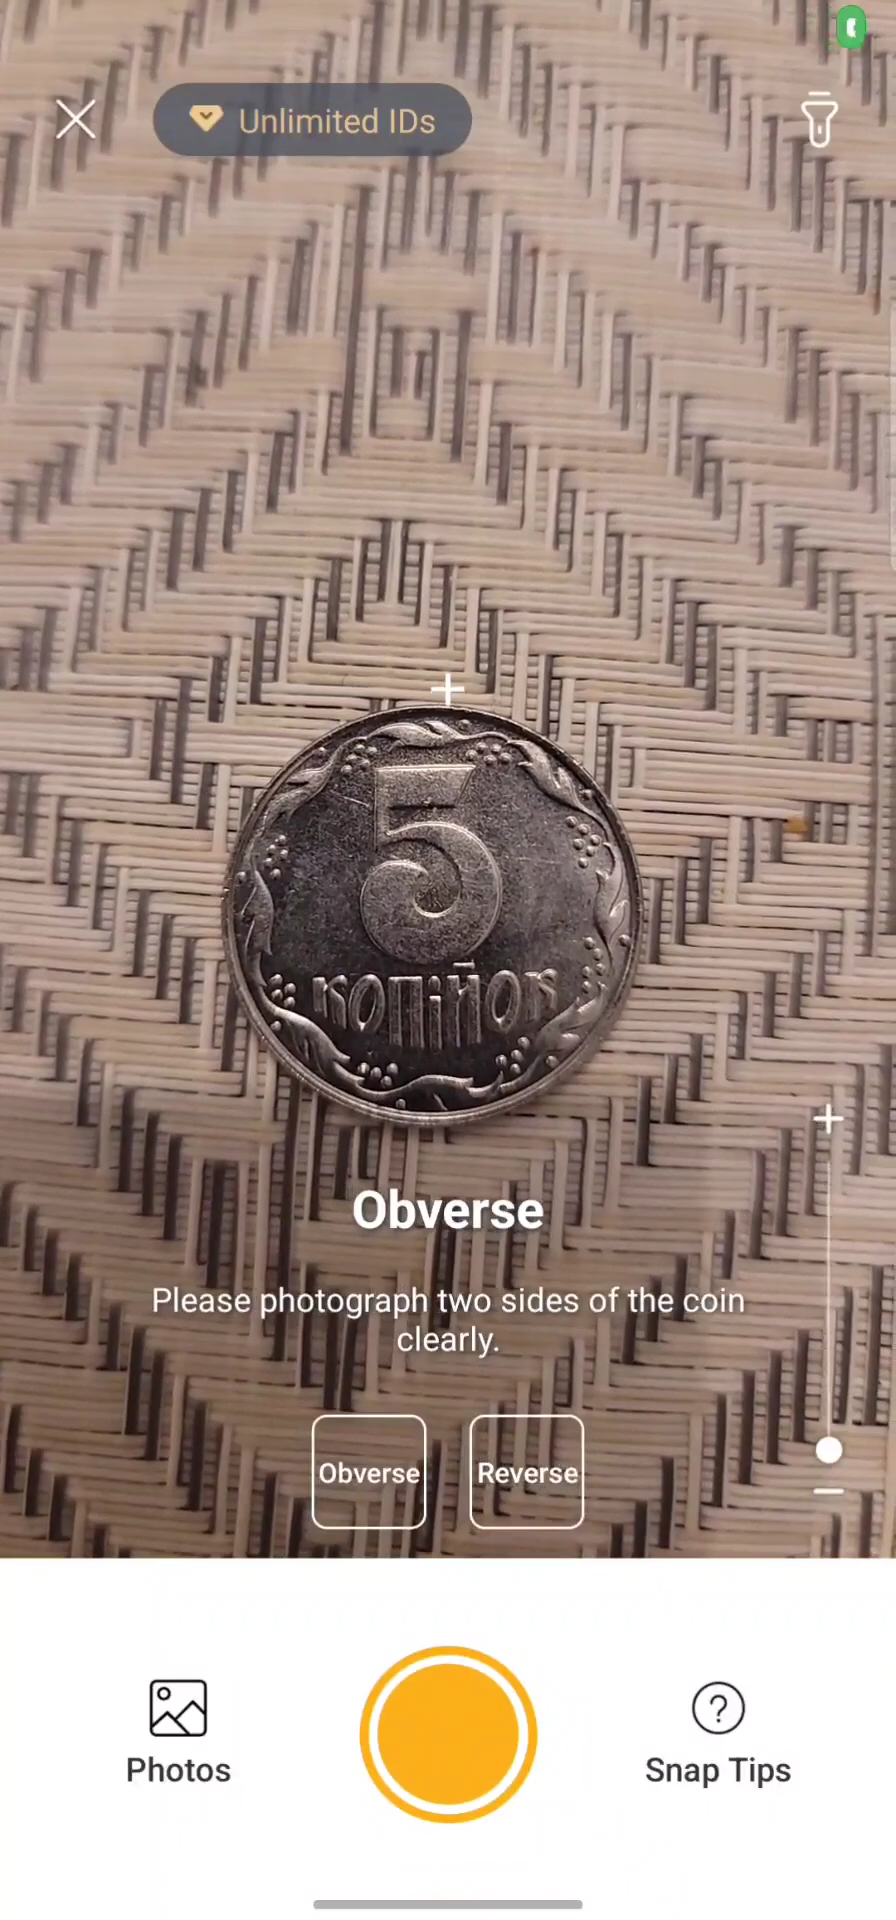 Unlimited IDs
5
копійок
Obverse
Please photograph two sides of the coin
clearly.
Obverse
Reverse
Photos
Snap Tips